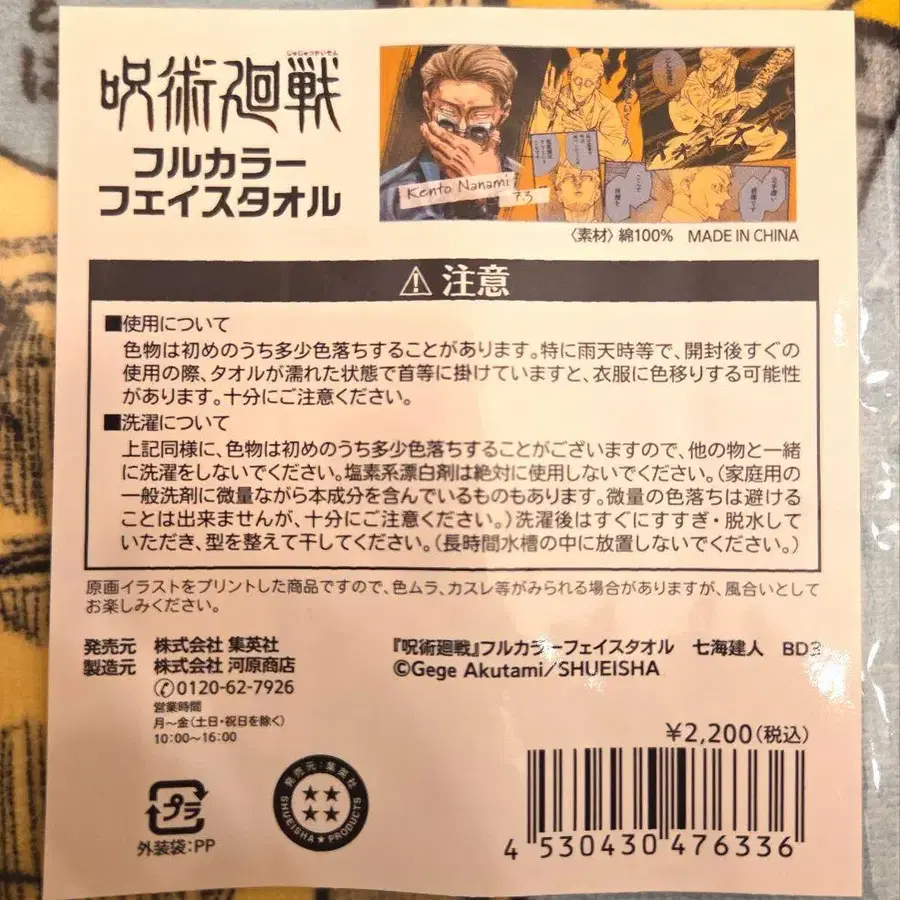 じゅじゅつかいせん
呪術廻戦
フルカラー
フェイスタオル
Kento Nanami
7.3
〈素材〉綿100% MADE IN CHINA
⚠ 注意
■使用について
色物は初めのうち多少色落ちすることがあります。特に雨天時等で、開封後すぐの
使用の際、タオルが濡れた状態で首等に掛けていますと、衣服に色移りする可能性
があります。十分にご注意ください。
■洗濯について
上記同様に、色物は初めのうち多少色落ちすることがございますので、他の物と一緒
に洗濯をしないでください。塩素系漂白剤は絶対に使用しないでください。（家庭用の
一般洗剤に微量ながら本成分を含んでいるものもあります。微量の色落ちは避ける
ことは出来ませんが、十分にご注意ください。）洗濯後はすぐにすすぎ・脱水して
いただき、型を整えて干してください。（長時間水槽の中に放置しないでください。）
原画イラストをプリントした商品ですので、色ムラ、カスレ等がみられる場合がありますが、風合いとして
お楽しみください。
発売元 株式会社 集英社
製造元 株式会社 河原商店
✆0120-62-7926
営業時間
月～金（土日・祝日を除く）
10:00～16:00
『呪術廻戦』フルカラーフェイスタオル 七海建人 BD3
©Gege Akutami/SHUEISHA
¥2,200（税込）
プラ
外装袋:PP
発売元:集英社
SHUEISHA★PRODUCTS
4 530430 476336